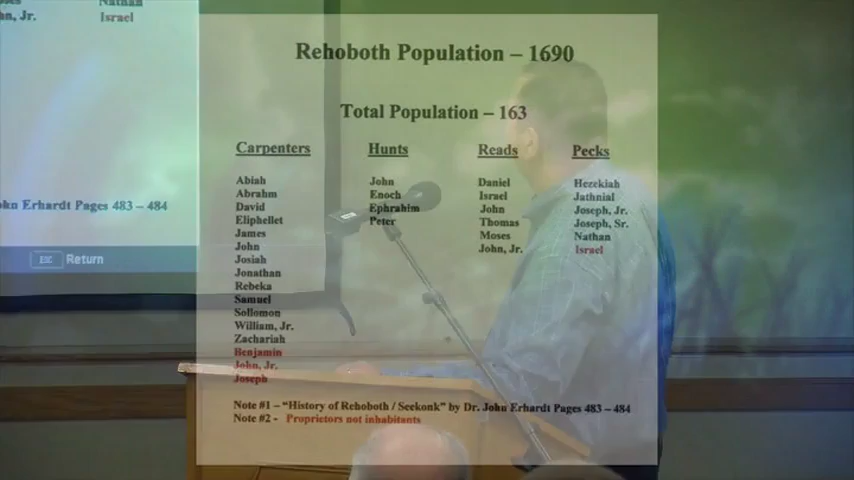 Nathan
hn, Jr.
Israel
hn Erhardt Pages 483 – 484
ESC Return
Rehoboth Population – 1690
Total Population – 163
Carpenters
Abiah
Abrahm
David
Eliphellet
James
John
Josiah
Jonathan
Rebeka
Samuel
Sollomon
William, Jr.
Zachariah
Benjamin
John, Jr.
Joseph
Hunts
John
Enoch
Ephrahim
Peter
Reads
Daniel
Israel
John
Thomas
Moses
John, Jr.
Pecks
Hezekiah
Jathnial
Joseph, Jr.
Joseph, Sr.
Nathan
Israel
Note #1 – “History of Rehoboth / Seekonk” by Dr. John Erhardt Pages 483 – 484
Note #2 - Proprietors not inhabitants